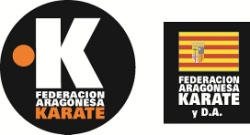 K
FEDERACION
ARAGONESA
KARATE
FEDERACION
ARAGONESA
KARATE
y D.A.